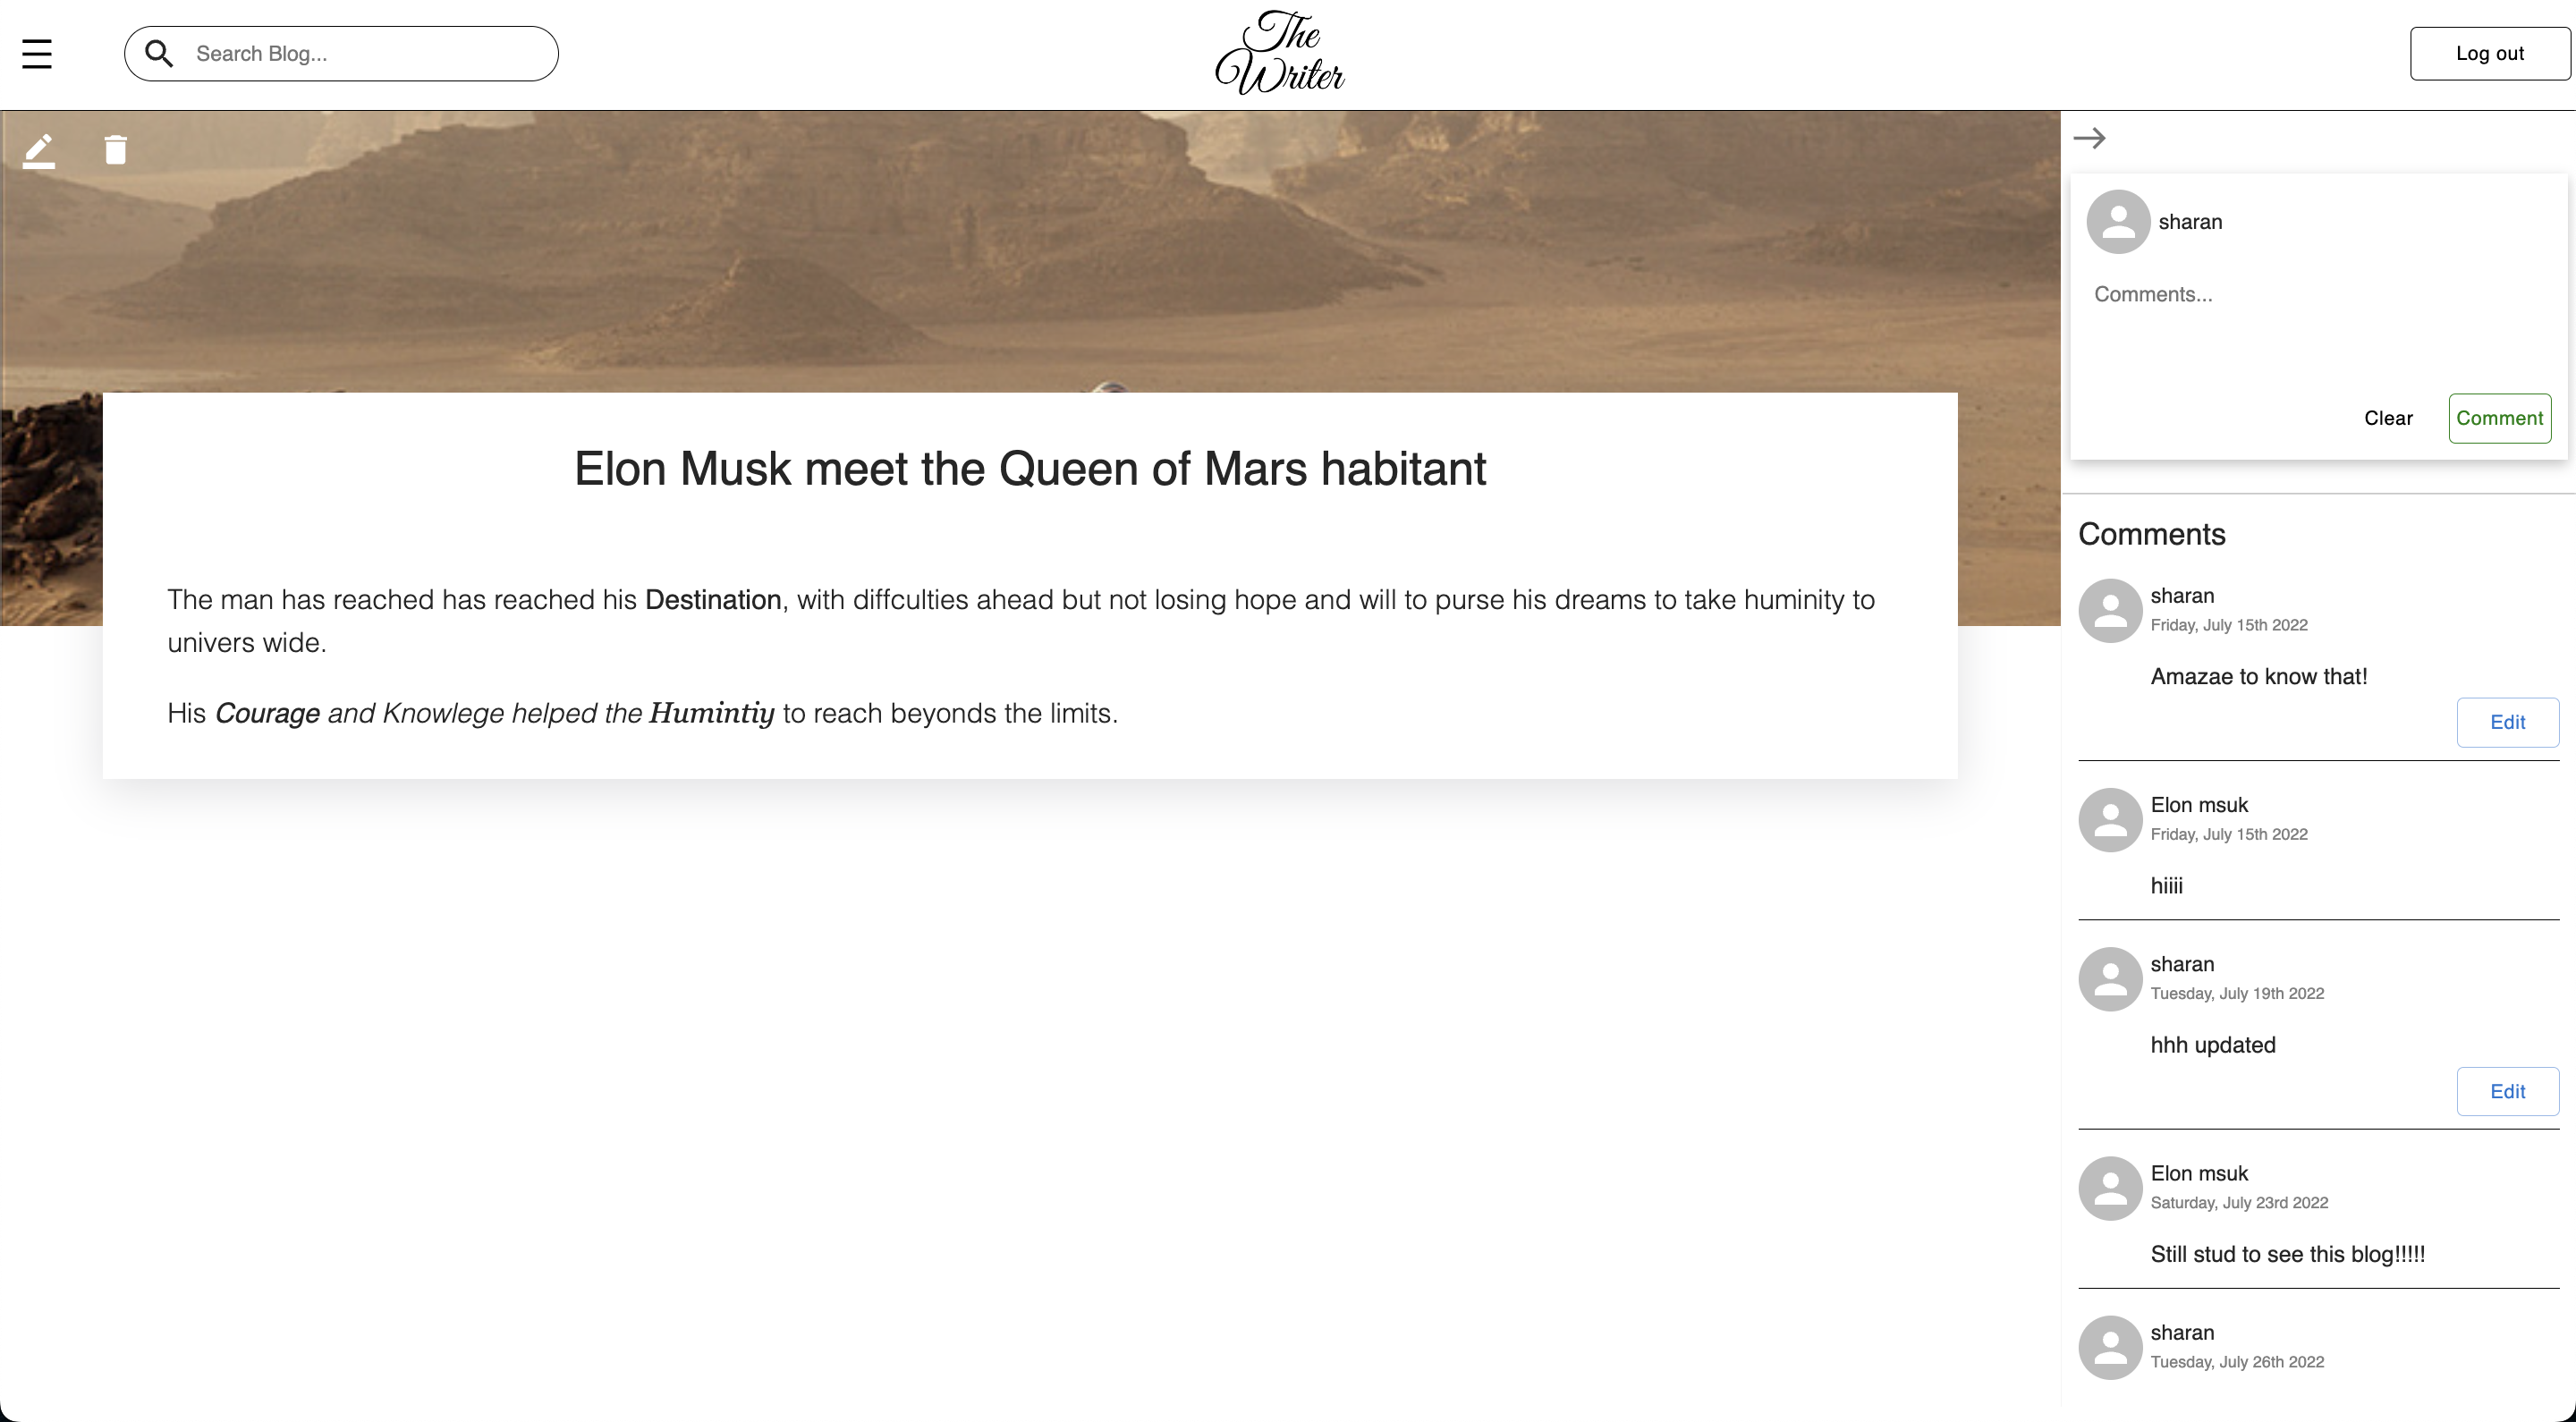 Search Blog...
The
Writer
Log out
Elon Musk meet the Queen of Mars habitant
The man has reached has reached his Destination, with diffculties ahead but not losing hope and will to purse his dreams to take huminity to
univers wide.
His Courage and Knowlege helped the Humintiy to reach beyonds the limits.
sharan
Comments...
Clear
Comment
Comments
sharan
Friday, July 15th 2022
Amazae to know that!
Edit
Elon msuk
Friday, July 15th 2022
hiiii
sharan
Tuesday, July 19th 2022
hhh updated
Edit
Elon msuk
Saturday, July 23rd 2022
Still stud to see this blog!!!!!
sharan
Tuesday, July 26th 2022